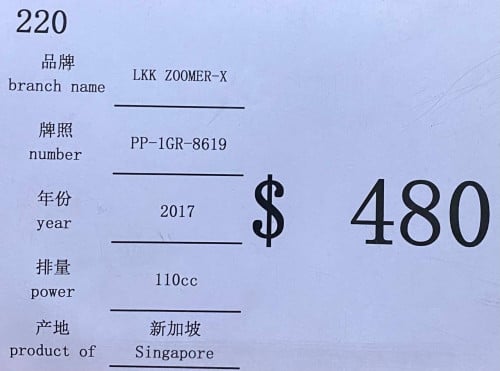 220
品牌
branch name
LKK ZOOMER-X
牌照
number
PP-1GR-8619
年份
year
2017
$ 480
排量
power
110cc
产地
product of
新加坡
Singapore